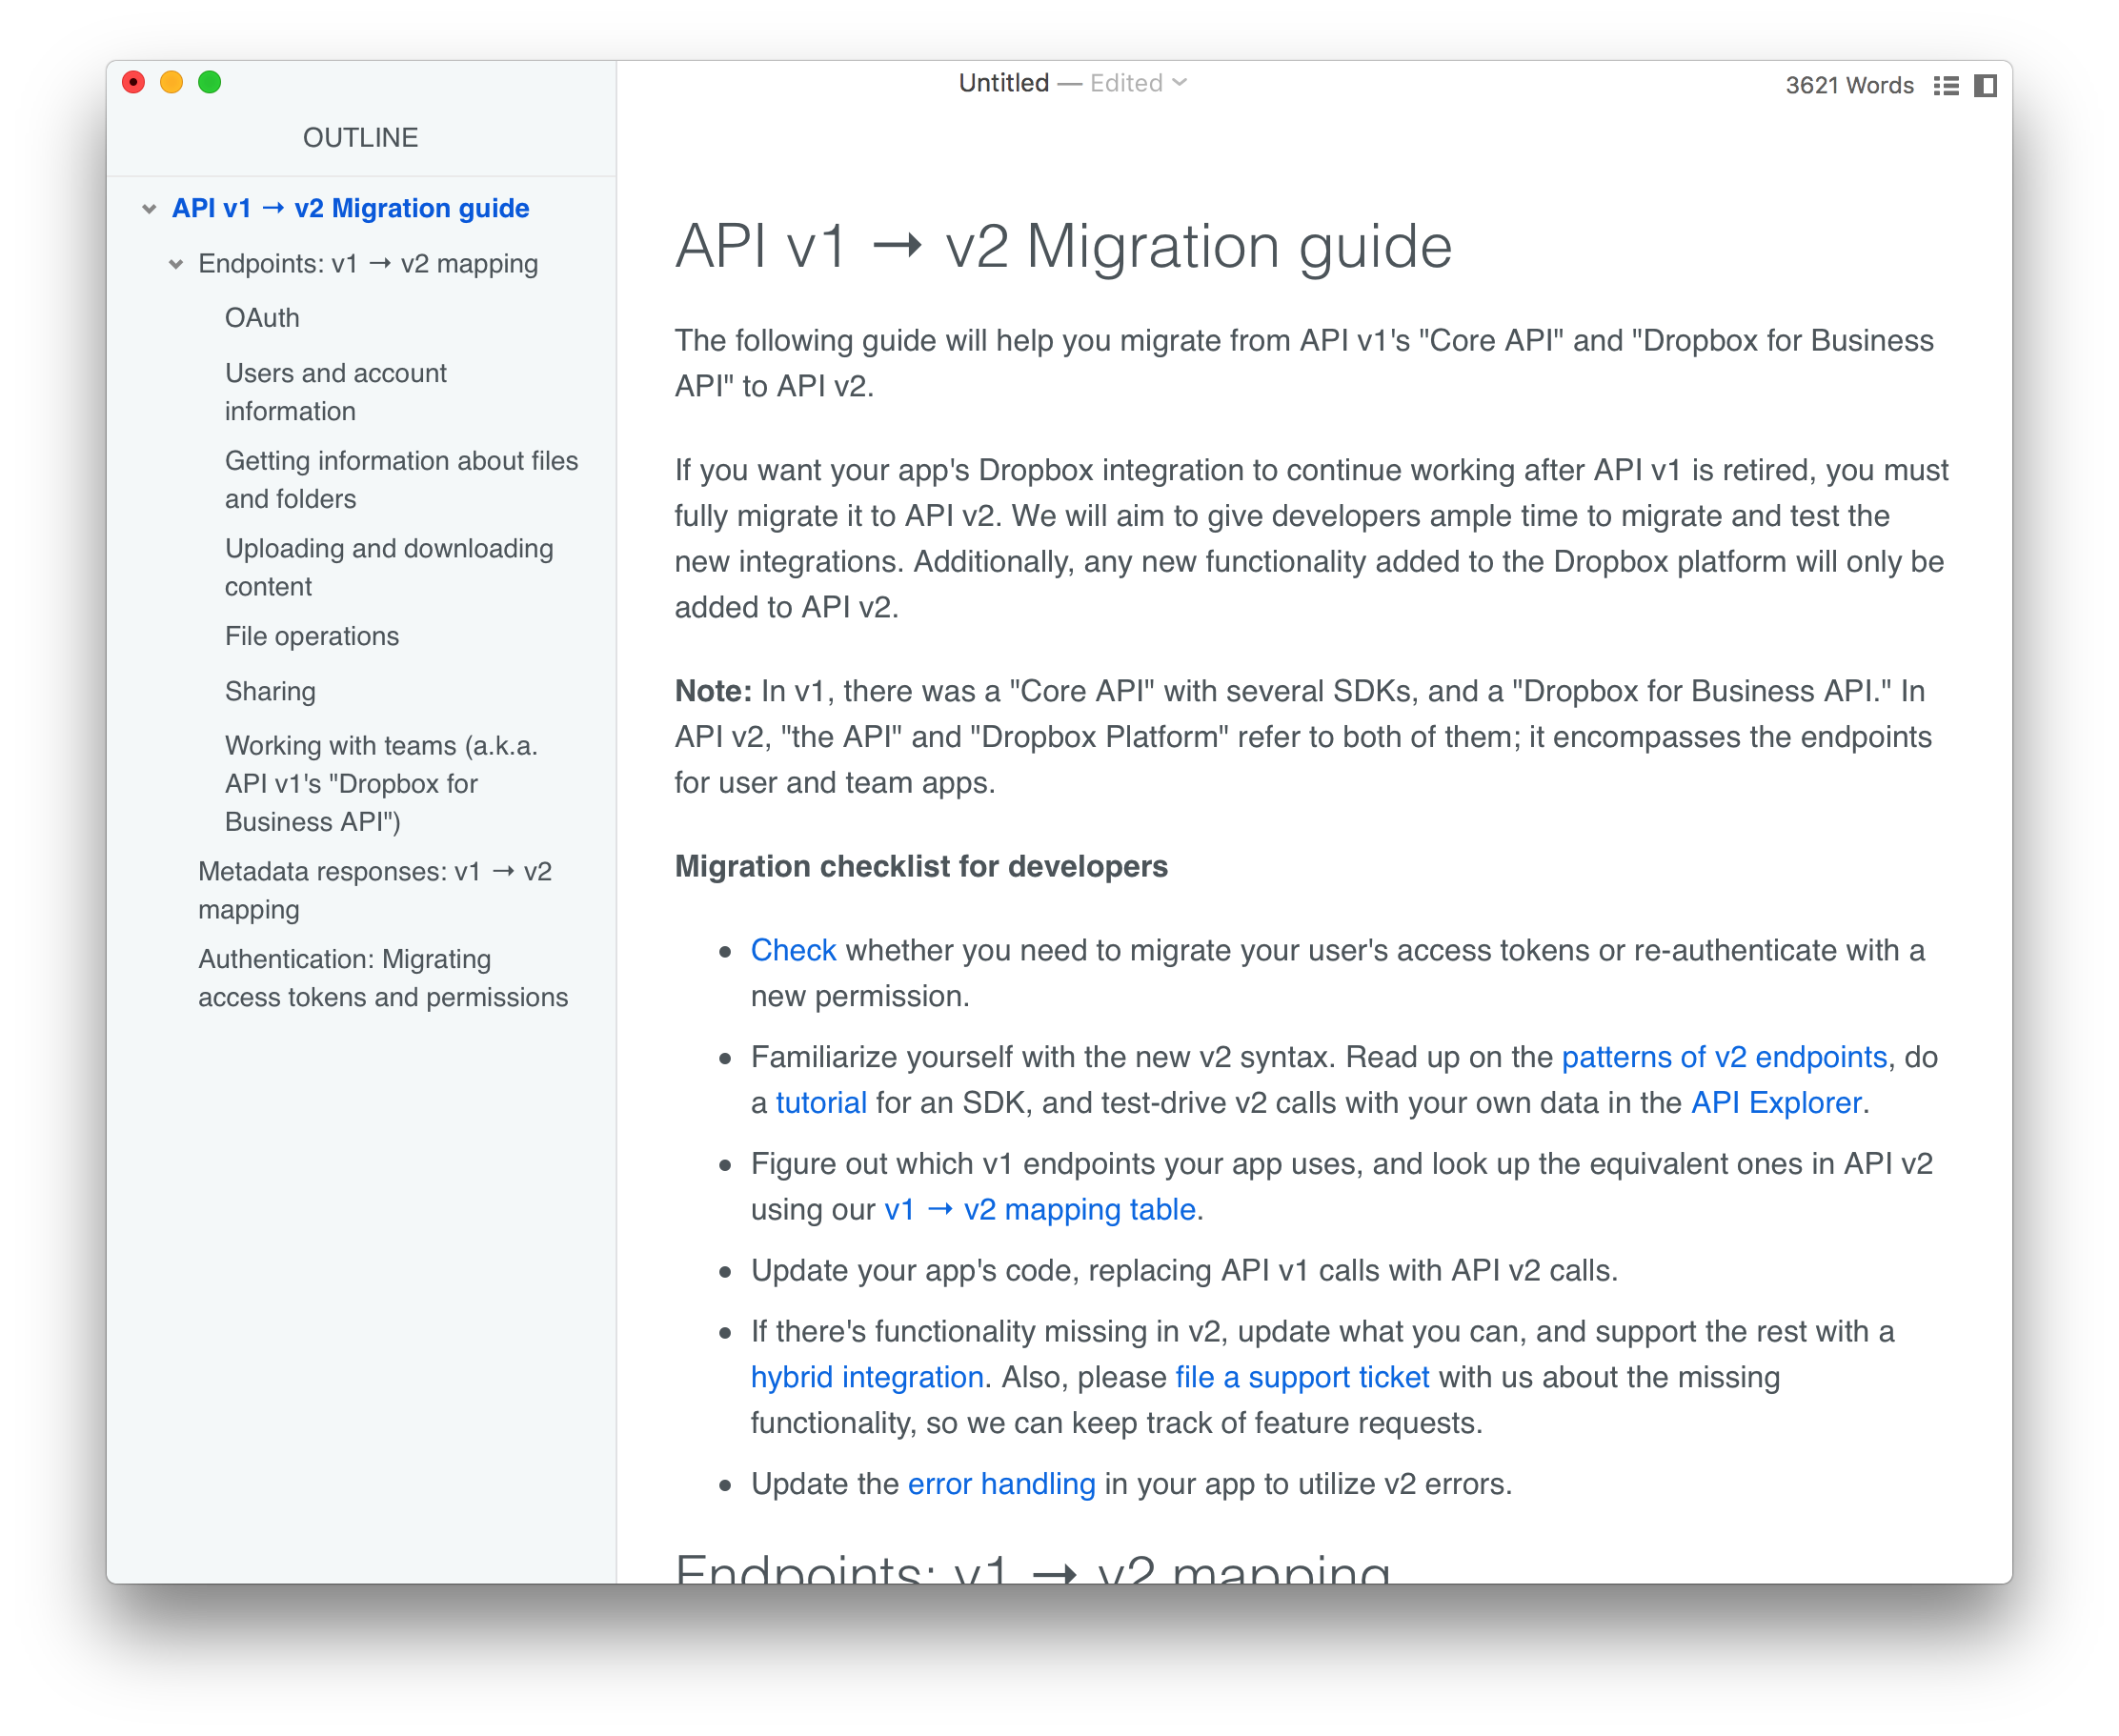 Untitled — Edited
3621 Words
OUTLINE
API v1 → v2 Migration guide
Endpoints: v1 → v2 mapping
OAuth
Users and account
information
Getting information about files
and folders
Uploading and downloading
content
File operations
Sharing
Working with teams (a.k.a.
API v1's "Dropbox for
Business API")
Metadata responses: v1 → v2
mapping
Authentication: Migrating
access tokens and permissions
API v1 → v2 Migration guide
The following guide will help you migrate from API v1's "Core API" and "Dropbox for Business
API" to API v2.
If you want your app's Dropbox integration to continue working after API v1 is retired, you must
fully migrate it to API v2. We will aim to give developers ample time to migrate and test the
new integrations. Additionally, any new functionality added to the Dropbox platform will only be
added to API v2.
Note: In v1, there was a "Core API" with several SDKs, and a "Dropbox for Business API." In
API v2, "the API" and "Dropbox Platform" refer to both of them; it encompasses the endpoints
for user and team apps.
Migration checklist for developers
• Check whether you need to migrate your user's access tokens or re-authenticate with a
new permission.
• Familiarize yourself with the new v2 syntax. Read up on the patterns of v2 endpoints, do
a tutorial for an SDK, and test-drive v2 calls with your own data in the API Explorer.
• Figure out which v1 endpoints your app uses, and look up the equivalent ones in API v2
using our v1 → v2 mapping table.
• Update your app's code, replacing API v1 calls with API v2 calls.
• If there's functionality missing in v2, update what you can, and support the rest with a
hybrid integration. Also, please file a support ticket with us about the missing
functionality, so we can keep track of feature requests.
• Update the error handling in your app to utilize v2 errors.
Endpoints: v1 → v2 mapping